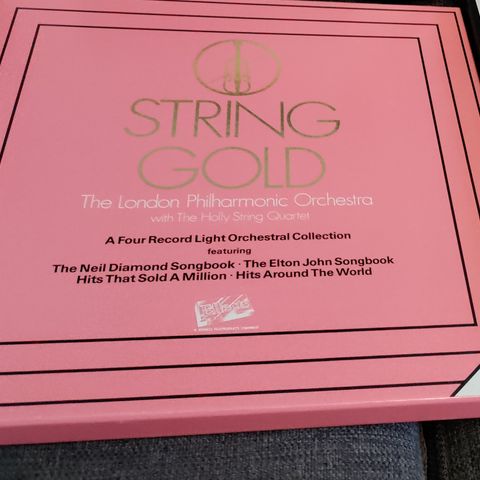 STRING
GOLD
The London Philharmonic Orchestra
with The Holly String Quartet
A Four Record Light Orchestral Collection
featuring
The Neil Diamond Songbook · The Elton John Songbook
Hits That Sold A Million · Hits Around The World